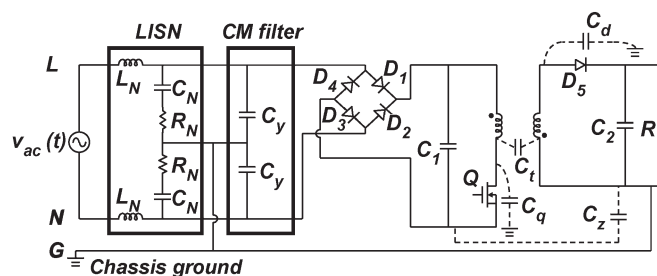 LISN CM filter
L
L_N
C_N
R_N
R_N
C_N
L_N
v_ac (t)
N
G
Chassis ground
C_y
C_y
D_4
D_1
D_3
D_2
C_1
Q
C_q
C_t
C_d
D_5
C_2
R
C_z